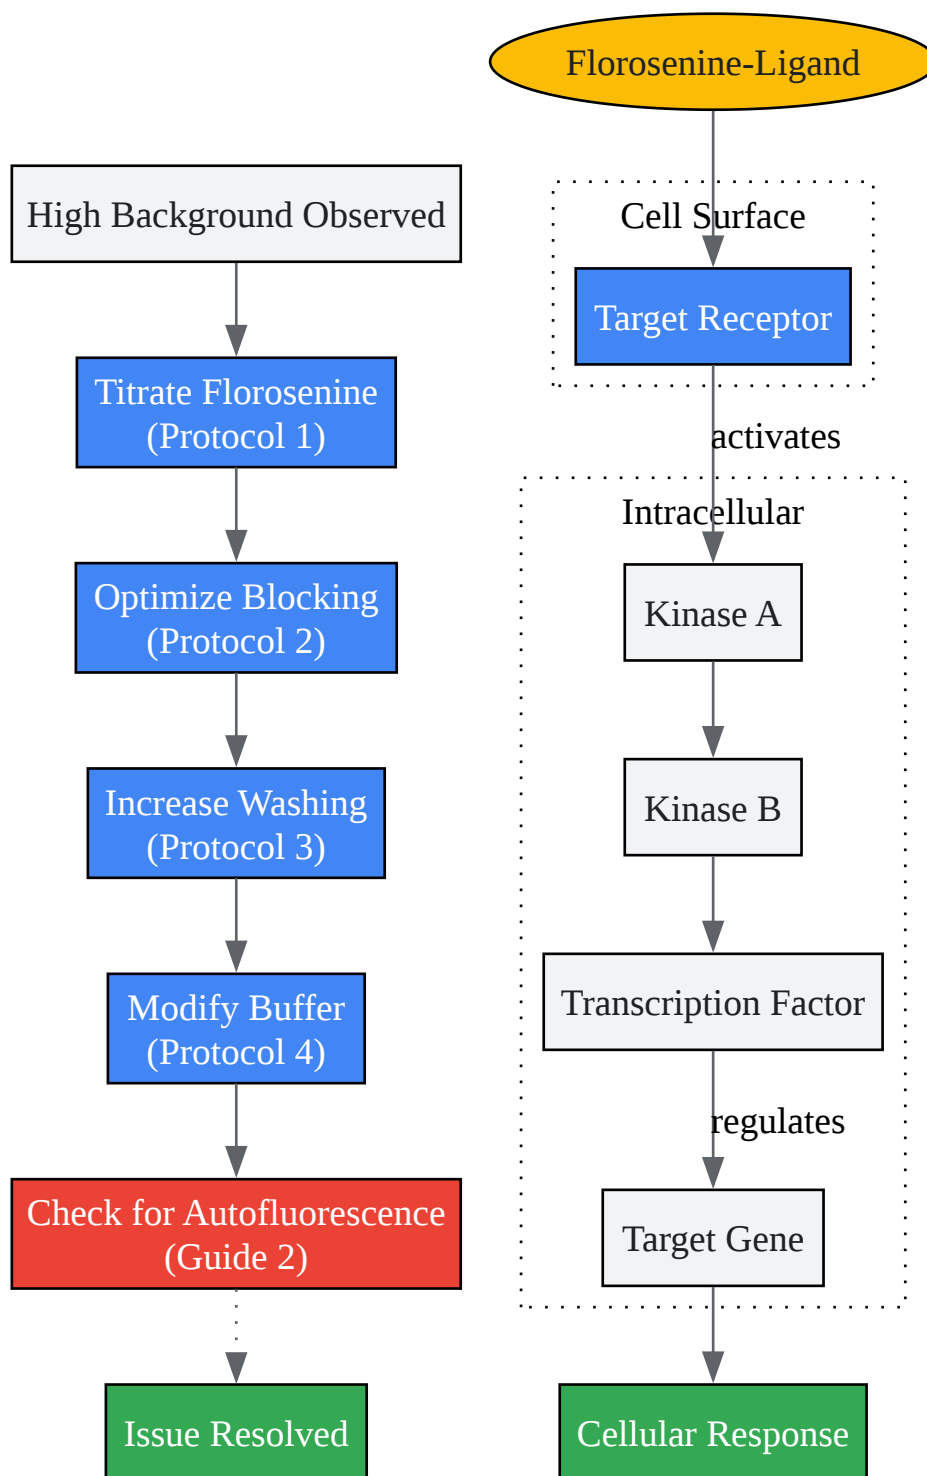 High Background Observed
Titrate Florosenine
(Protocol 1)
Optimize Blocking
(Protocol 2)
Increase Washing
(Protocol 3)
Modify Buffer
(Protocol 4)
Check for Autofluorescence
(Guide 2)
Issue Resolved
Florosenine-Ligand
Cell Surface
Target Receptor
activates
Intracellular
Kinase A
Kinase B
Transcription Factor
regulates
Target Gene
Cellular Response